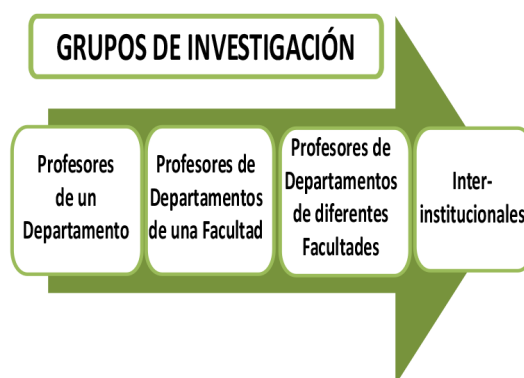 GRUPOS DE INVESTIGACIÓN
Profesores
de un
Departamento
Profesores de
Departamentos
de una Facultad
Profesores de
Departamentos
de diferentes
Facultades
Inter-
institucionales